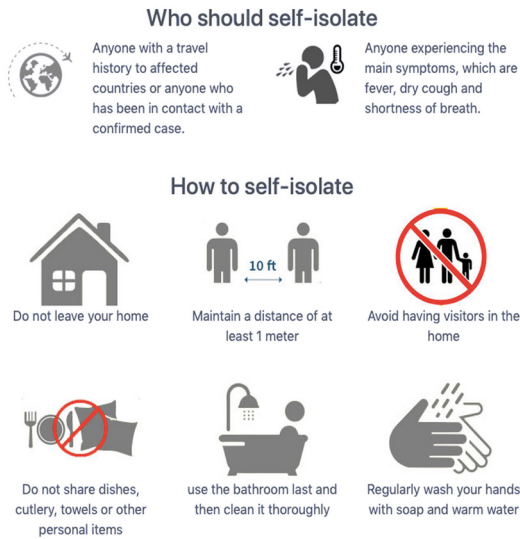 Who should self-isolate
Anyone with a travel
history to affected
countries or anyone who
has been in contact with a
confirmed case.
Anyone experiencing the
main symptoms, which are
fever, dry cough and
shortness of breath.
How to self-isolate
10 ft
Do not leave your home
Maintain a distance of at
least 1 meter
Avoid having visitors in the
home
Do not share dishes,
cutlery, towels or other
personal items
use the bathroom last and
then clean it thoroughly
Regularly wash your hands
with soap and warm water